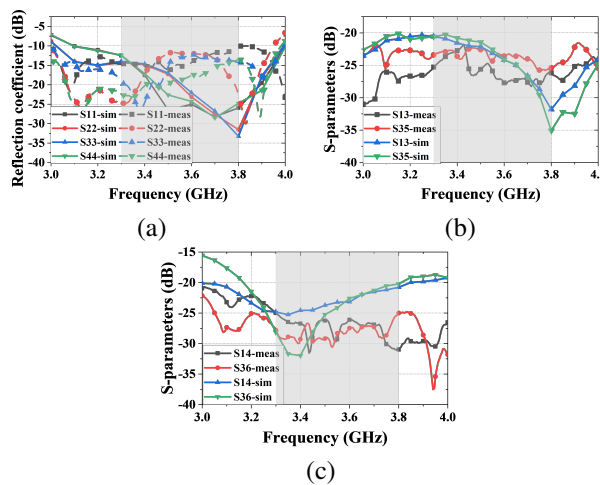 Reflection coefficient (dB)
-5
-10
-15
-20
-25
-30
-35
-40
S11-sim
S22-sim
S33-sim
S44-sim
S11-meas
S22-meas
S33-meas
S44-meas
3.0 3.2 3.4 3.6 3.8 4.0
Frequency (GHz)
(a)
S-parameters (dB)
-20
-25
-30
-35
-40
S13-meas
S35-meas
S13-sim
S35-sim
3.0 3.2 3.4 3.6 3.8 4.
Frequency (GHz)
(b)
S-parameters (dB)
-15
-20
-25
-30
-35
-40
S14-meas
S36-meas
S14-sim
S36-sim
3.0 3.2 3.4 3.6 3.8 4.0
Frequency (GHz)
(c)